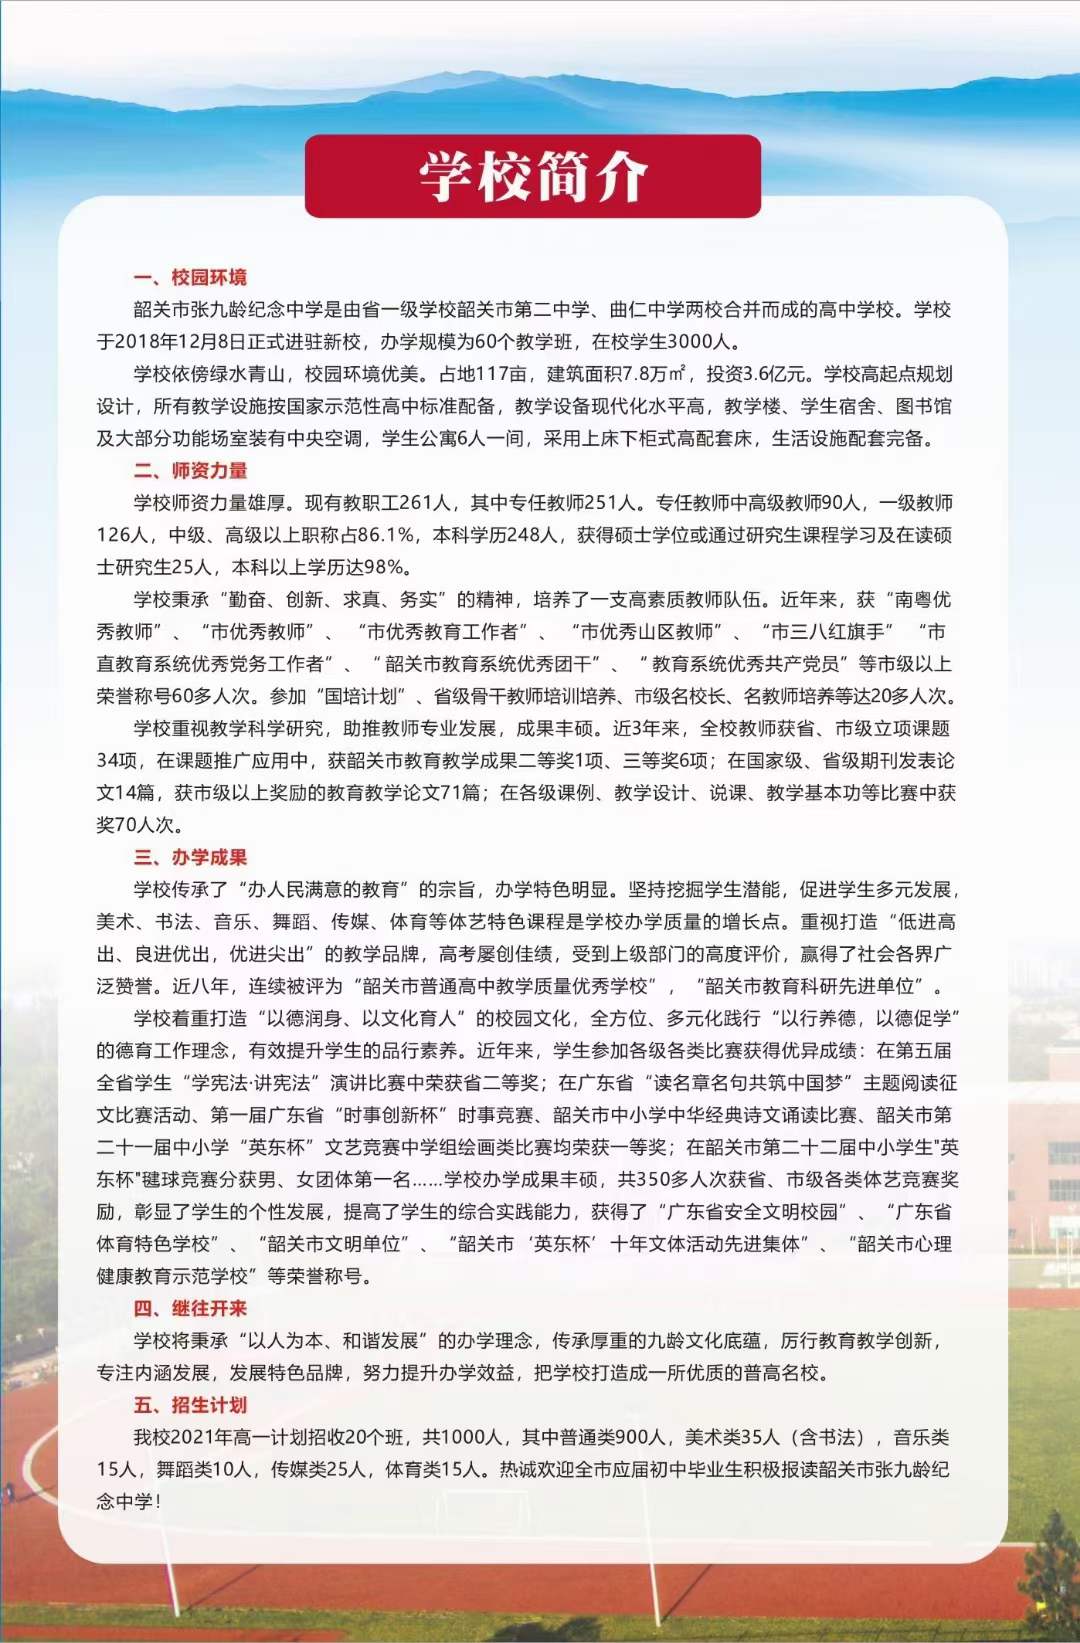 学校简介
一、校园环境
韶关市张九龄纪念中学是由省一级学校韶关市第二中学、曲仁中学两校合并而成的高中学校。学校
于2018年12月8日正式进驻新校，办学规模为60个教学班，在校学生3000人。
学校依傍绿水青山，校园环境优美。占地117亩，建筑面积7.8万㎡，投资3.6亿元。学校高起点规划
设计，所有教学设施按国家示范性高中标准配备，教学设备现代化水平高，教学楼、学生宿舍、图书馆
及大部分功能场室装有中央空调，学生公寓6人一间，采用上床下柜式高配套床，生活设施配套完备。
二、师资力量
学校师资力量雄厚。现有教职工261人，其中专任教师251人。专任教师中高级教师90人，一级教师
126人，中级、高级以上职称占86.1%，本科学历248人，获得硕士学位或通过研究生课程学习及在读硕
士研究生25人，本科以上学历达98%。
学校秉承“勤奋、创新、求真、务实”的精神，培养了一支高素质教师队伍。近年来，获“南粤优
秀教师”、“市优秀教师”、“市优秀教育工作者”、“市优秀山区教师”、“市三八红旗手”“市
直教育系统优秀党务工作者”、“韶关市教育系统优秀团干”、“教育系统优秀共产党员”等市级以上
荣誉称号60多人次。参加“国培计划”、省级骨干教师培训培养、市级名校长、名教师培养等达20多人次。
学校重视教学科学研究，助推教师专业发展，成果丰硕。近3年来，全校教师获省、市级立项课题
34项，在课题推广应用中，获韶关市教育教学成果二等奖1项、三等奖6项；在国家级、省级期刊发表论
文14篇，获市级以上奖励的教育教学论文71篇；在各级课例、教学设计、说课、教学基本功等比赛中获
奖70人次。
三、办学成果
学校传承了“办人民满意的教育”的宗旨，办学特色明显。坚持挖掘学生潜能，促进学生多元发展，
美术、书法、音乐、舞蹈、传媒、体育等体艺特色课程是学校办学质量的增长点。重视打造“低进高
出、良进优出，优进尖出”的教学品牌，高考屡创佳绩，受到上级部门的高度评价，赢得了社会各界广
泛赞誉。近八年，连续被评为“韶关市普通高中教学质量优秀学校”，“韶关市教育科研先进单位”。
学校着重打造“以德润身、以文化育人”的校园文化，全方位、多元化践行“以行养德，以德促学”
的德育工作理念，有效提升学生的品行素养。近年来，学生参加各级各类比赛获得优异成绩：在第五届
全省学生“学宪法·讲宪法”演讲比赛中荣获省二等奖；在广东省“读名章名句共筑中国梦”主题阅读征
文比赛活动、第一届广东省“时事创新杯”时事竞赛、韶关市中小学中华经典诗文诵读比赛、韶关市第
二十一届中小学“英东杯”文艺竞赛中学组绘画类比赛均荣获一等奖；在韶关市第二十二届中小学生"英
东杯"毽球竞赛分获男、女团体第一名……学校办学成果丰硕，共350多人次获省、市级各类体艺竞赛奖
励，彰显了学生的个性发展，提高了学生的综合实践能力，获得了“广东省安全文明校园”、“广东省
体育特色学校”、“韶关市文明单位”、“韶关市‘英东杯’十年文体活动先进集体”、“韶关市心理
健康教育示范学校”等荣誉称号。
四、继往开来
学校将秉承“以人为本、和谐发展”的办学理念，传承厚重的九龄文化底蕴，厉行教育教学创新，
专注内涵发展，发展特色品牌，努力提升办学效益，把学校打造成一所优质的普高名校。
五、招生计划
我校2021年高一计划招收20个班，共1000人，其中普通类900人，美术类35人（含书法），音乐类
15人，舞蹈类10人，传媒类25人，体育类15人。热诚欢迎全市应届初中毕业生积极报读韶关市张九龄纪
念中学！